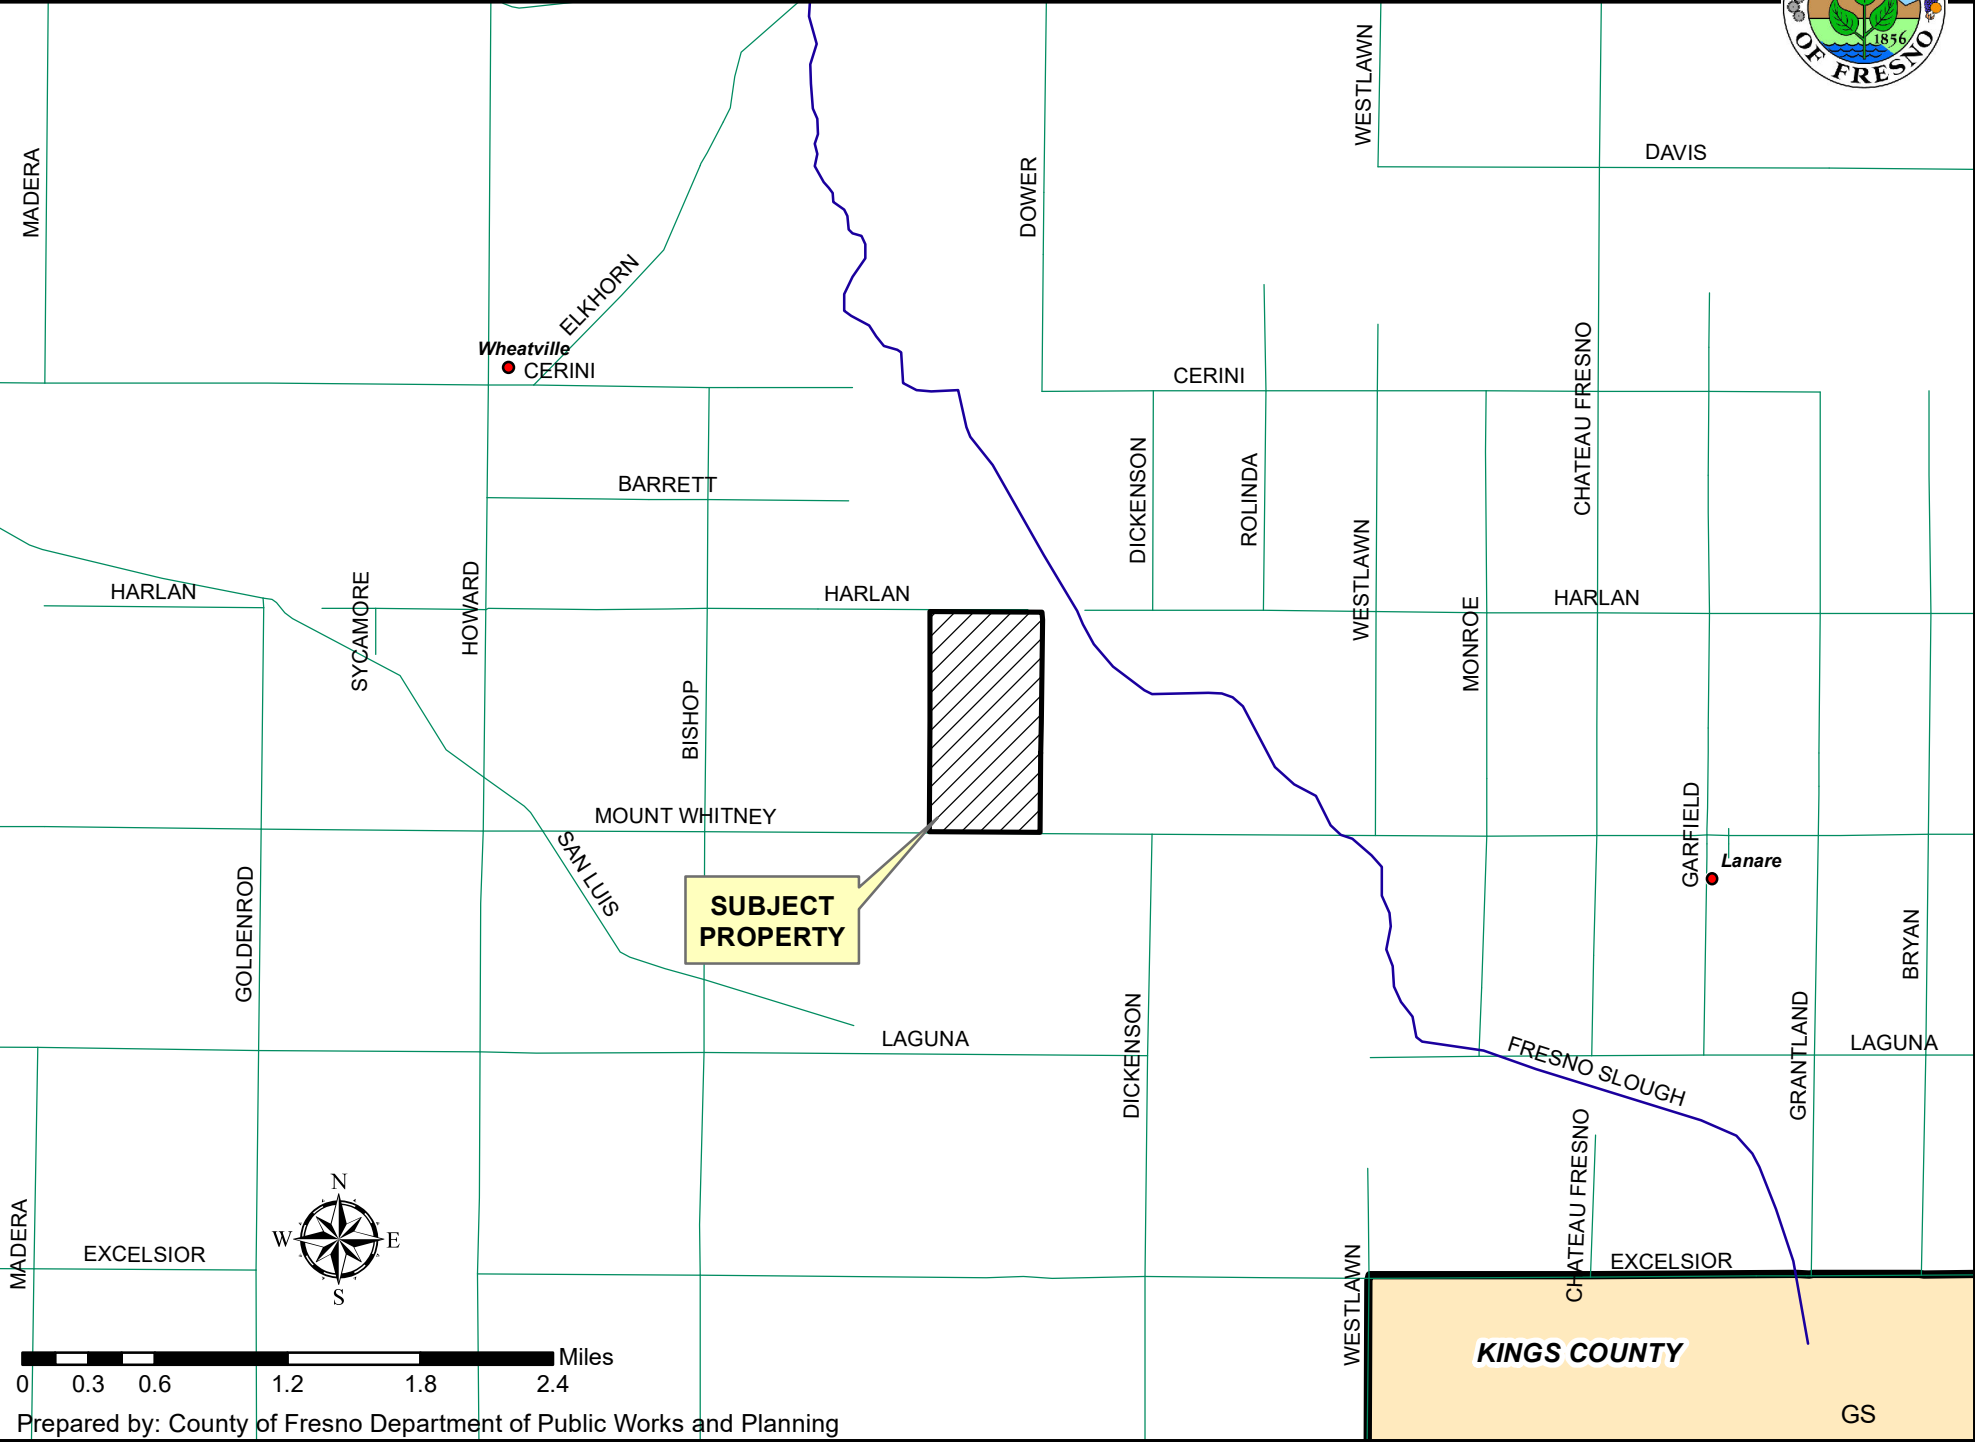 1856
OF FRESNO
WESTLAWN
DAVIS
MADERA
DOWER
ELKHORN
Wheatville
CERINI
CERINI
CHATEAU FRESNO
DICKENSON
ROLINDA
BARRETT
WESTLAWN
HARLAN
SYCAMORE
HOWARD
HARLAN
MONROE
HARLAN
BISHOP
MOUNT WHITNEY
GARFIELD
Lanare
SAN LUIS
GOLDENROD
SUBJECT
PROPERTY
BRYAN
DICKENSON
GRANTLAND
LAGUNA
LAGUNA
FRESNO SLOUGH
CHATEAU FRESNO
N
W E
S
MADERA
EXCELSIOR
EXCELSIOR
WESTLAWN
KINGS COUNTY
Miles
0 0.3 0.6 1.2 1.8 2.4
GS
Prepared by: County of Fresno Department of Public Works and Planning